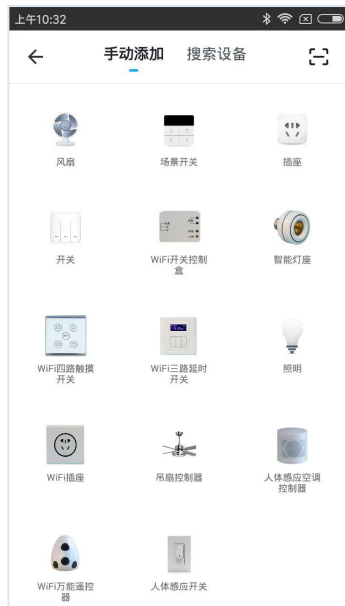 上午10:32
手动添加 搜索设备
风扇 场景开关 插座
开关 WiFi开关控制
盒 智能灯座
WiFi四路触摸
开关 WiFi三路延时
开关 照明
WiFi插座 吊扇控制器 人体感应空调
控制器
WiFi万能遥控
器 人体感应开关